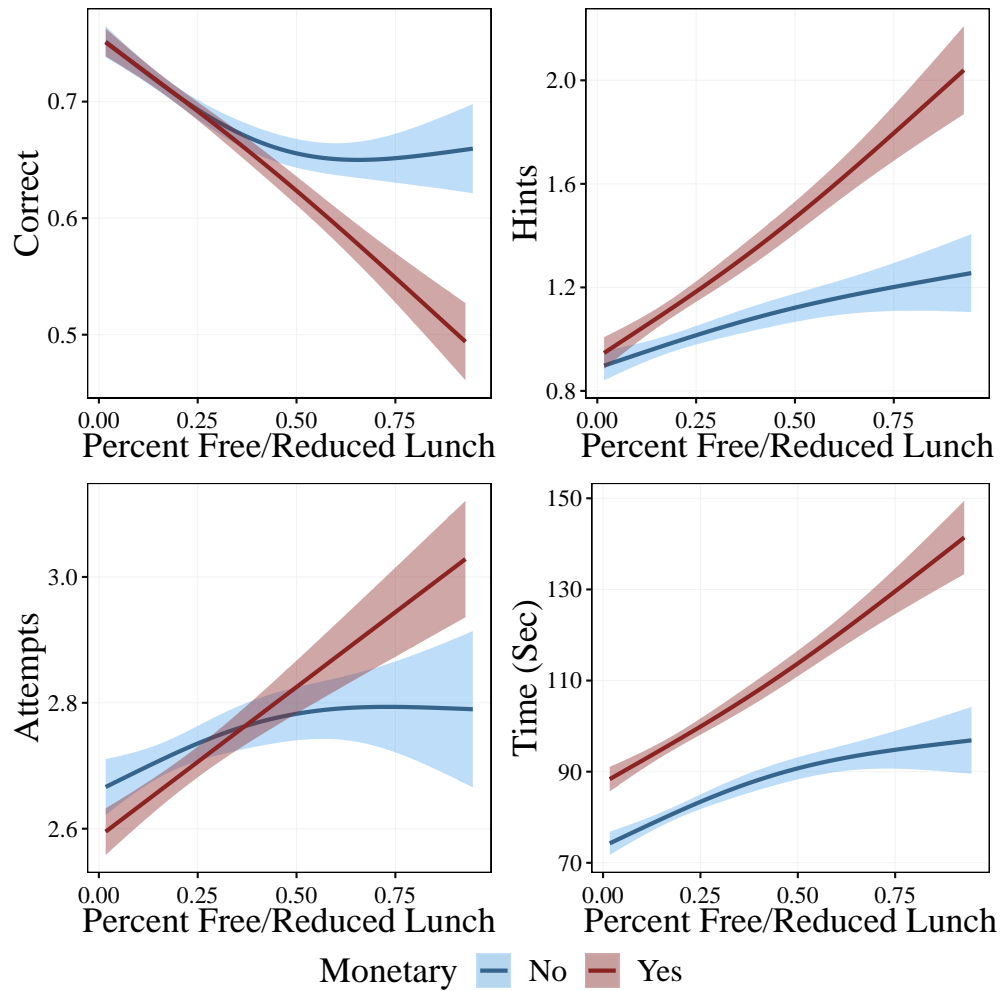 Correct
0.7
0.6
0.5
0.00 0.25 0.50 0.75
Percent Free/Reduced Lunch
Hints
2.0
1.6
1.2
0.8
0.00 0.25 0.50 0.75
Percent Free/Reduced Lunch
Attempts
3.0
2.8
2.6
0.00 0.25 0.50 0.75
Percent Free/Reduced Lunch
Time (Sec)
150
130
110
90
70
0.00 0.25 0.50 0.75
Percent Free/Reduced Lunch
Monetary No Yes